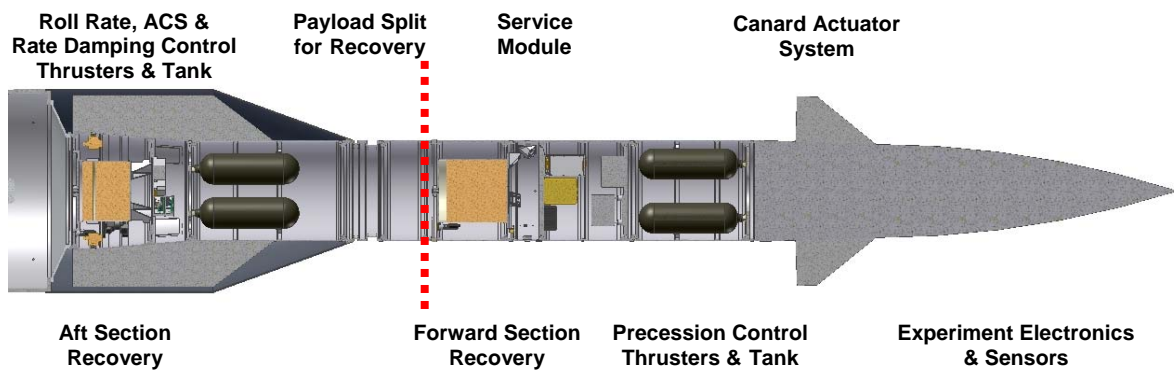 Roll Rate, ACS &
Rate Damping Control
Thrusters & Tank
Payload Split
for Recovery
Service
Module
Canard Actuator
System
Aft Section
Recovery
Forward Section
Recovery
Precession Control
Thrusters & Tank
Experiment Electronics
& Sensors